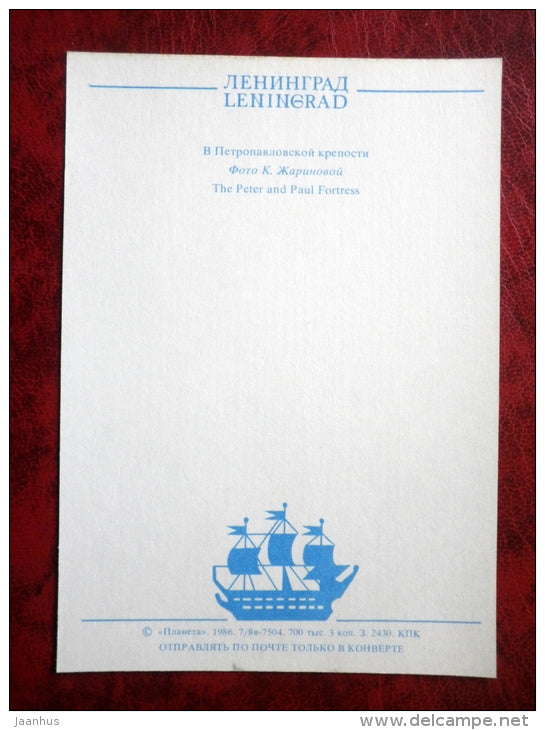 ЛЕНИНГРАД
LENINGRAD
В Петропавловской крепости
Фото К. Жариновой
The Peter and Paul Fortress
© «Планета», 1986. 7/8в-7504. 700 тыс. 3 коп. З. 2430. КПК
ОТПРАВЛЯТЬ ПО ПОЧТЕ ТОЛЬКО В КОНВЕРТЕ
jaanhus
www.delcampe.net